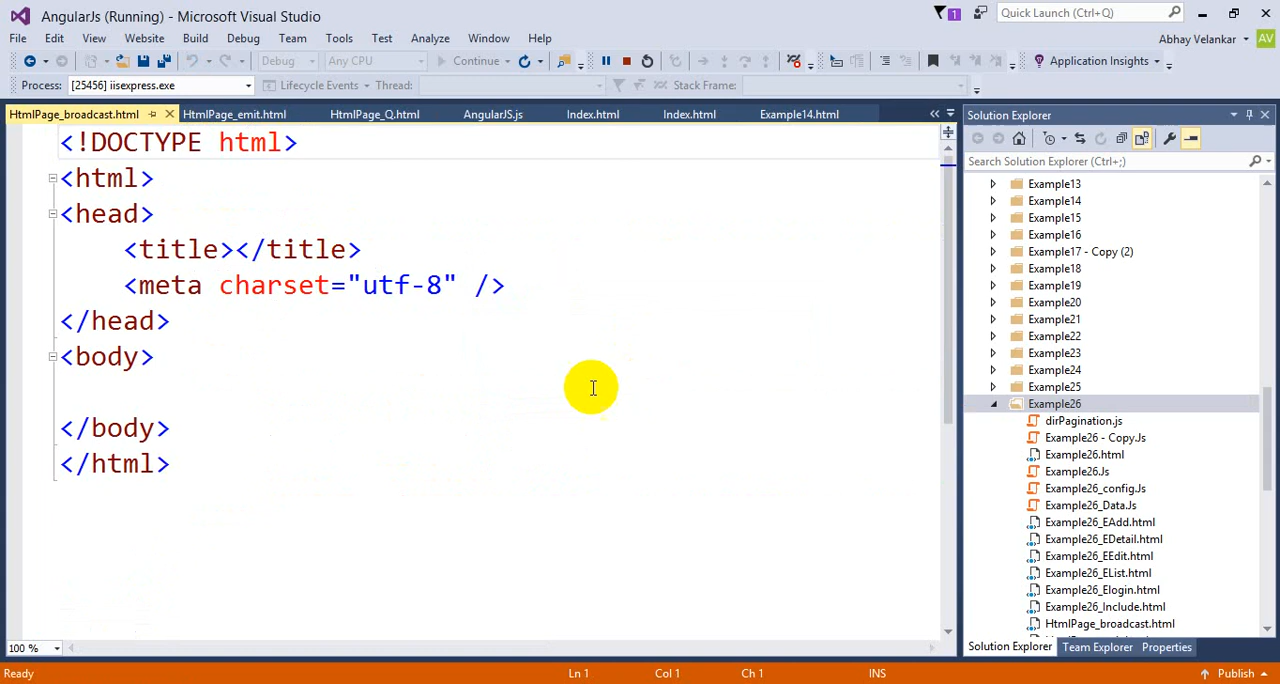 AngularJs (Running) - Microsoft Visual Studio
1
Quick Launch (Ctrl+Q)
File Edit View Website Build Debug Team Tools Test Analyze Window Help
Abhay Velankar AV
Debug Any CPU Continue Application Insights
Process: [25456] iisexpress.exe Lifecycle Events Thread: Stack Frame:
HtmlPage_broadcast.html HtmlPage_emit.html HtmlPage_Q.html AngularJS.js Index.html Index.html Example14.html
<!DOCTYPE html>
<html>
<head>
<title></title>
<meta charset="utf-8" />
</head>
<body>
</body>
</html>
100 %
Solution Explorer
Search Solution Explorer (Ctrl+;)
Example13
Example14
Example15
Example16
Example17 - Copy (2)
Example18
Example19
Example20
Example21
Example22
Example23
Example24
Example25
Example26
dirPagination.js
Example26 - Copy.Js
Example26.html
Example26.Js
Example26_config.Js
Example26_Data.Js
Example26_EAdd.html
Example26_EDetail.html
Example26_EEdit.html
Example26_EList.html
Example26_Elogin.html
Example26_Include.html
HtmlPage_broadcast.html
Solution Explorer Team Explorer Properties
Ready Ln 1 Col 1 Ch 1 INS Publish